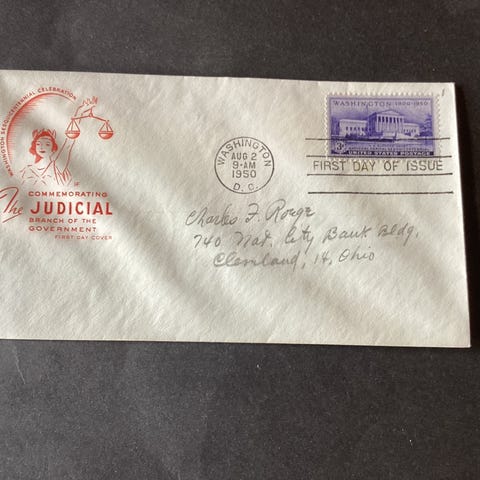 WASHINGTON SESQUICENTENNIAL CELEBRATION
COMMEMORATING
The JUDICIAL
BRANCH OF THE
GOVERNMENT
FIRST DAY COVER
WASHINGTON
AUG 2
9-AM
1950
D. C.
WASHINGTON 1800-1950
3¢
UNITED STATES POSTAGE
FIRST DAY OF ISSUE
Charles F.
740 Nat. City Bank Bldg.
Cleveland, 14, Ohio